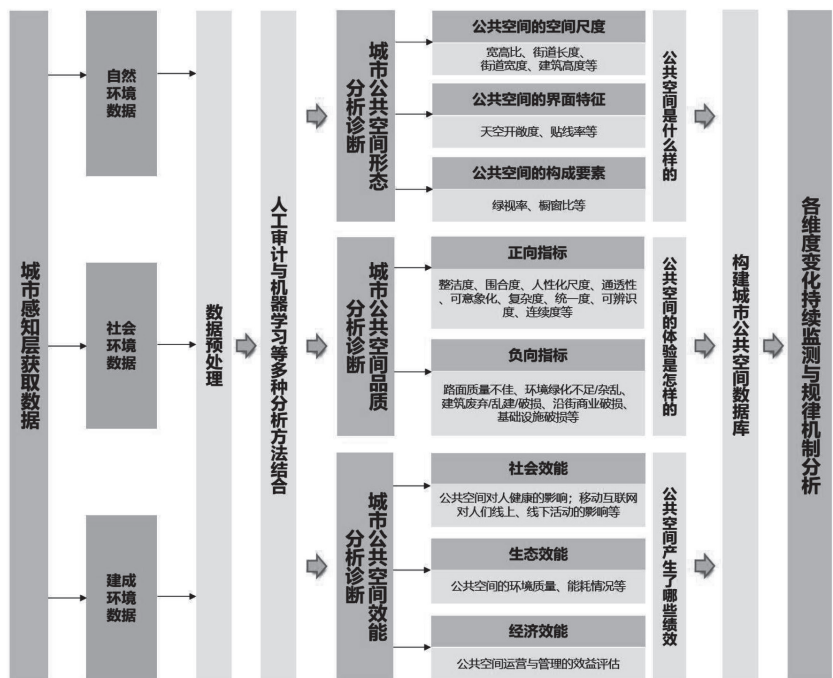 城市感知层获取数据
自然
环境
数据
社会
环境
数据
建成
环境
数据
数据预处理
人工审计与机器学习等多种分析方法结合
城市公共空间形态
分析诊断
公共空间的空间尺度
宽高比、街道长度、
街道宽度、建筑高度等
公共空间的界面特征
天空开敞度、贴线率等
公共空间的构成要素
绿视率、橱窗比等
公共空间是什么样的
城市公共空间品质
分析诊断
正向指标
整洁度、围合度、人性化尺度、通透性
、可意象化、复杂度、统一度、可辨识
度、连续度等
负向指标
路面质量不佳、环境绿化不足/杂乱、
建筑废弃/乱建/破损、沿街商业破损、
基础设施破损等
公共空间的体验是怎样的
城市公共空间效能
分析诊断
社会效能
公共空间对人健康的影响；移动互联网
对人们线上、线下活动的影响等
生态效能
公共空间的环境质量、能耗情况等
经济效能
公共空间运营与管理的效益评估
公共空间产生了哪些绩效
构建城市公共空间数据库
各维度变化持续监测与规律机制分析